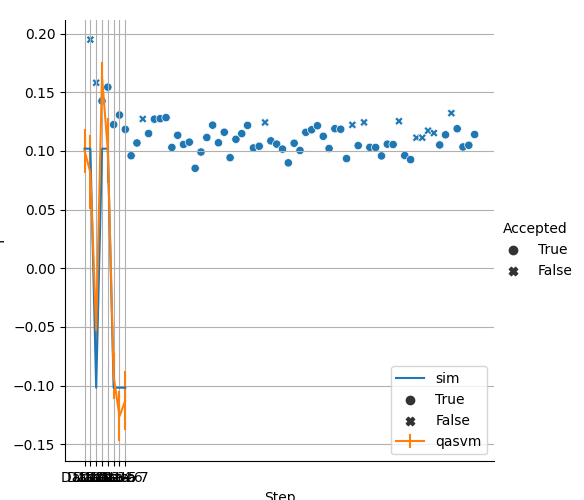 0.20
0.15
0.10
0.05
0.00
−0.05
−0.10
−0.15
Step
Accepted
True
False
sim
True
False
qasvm